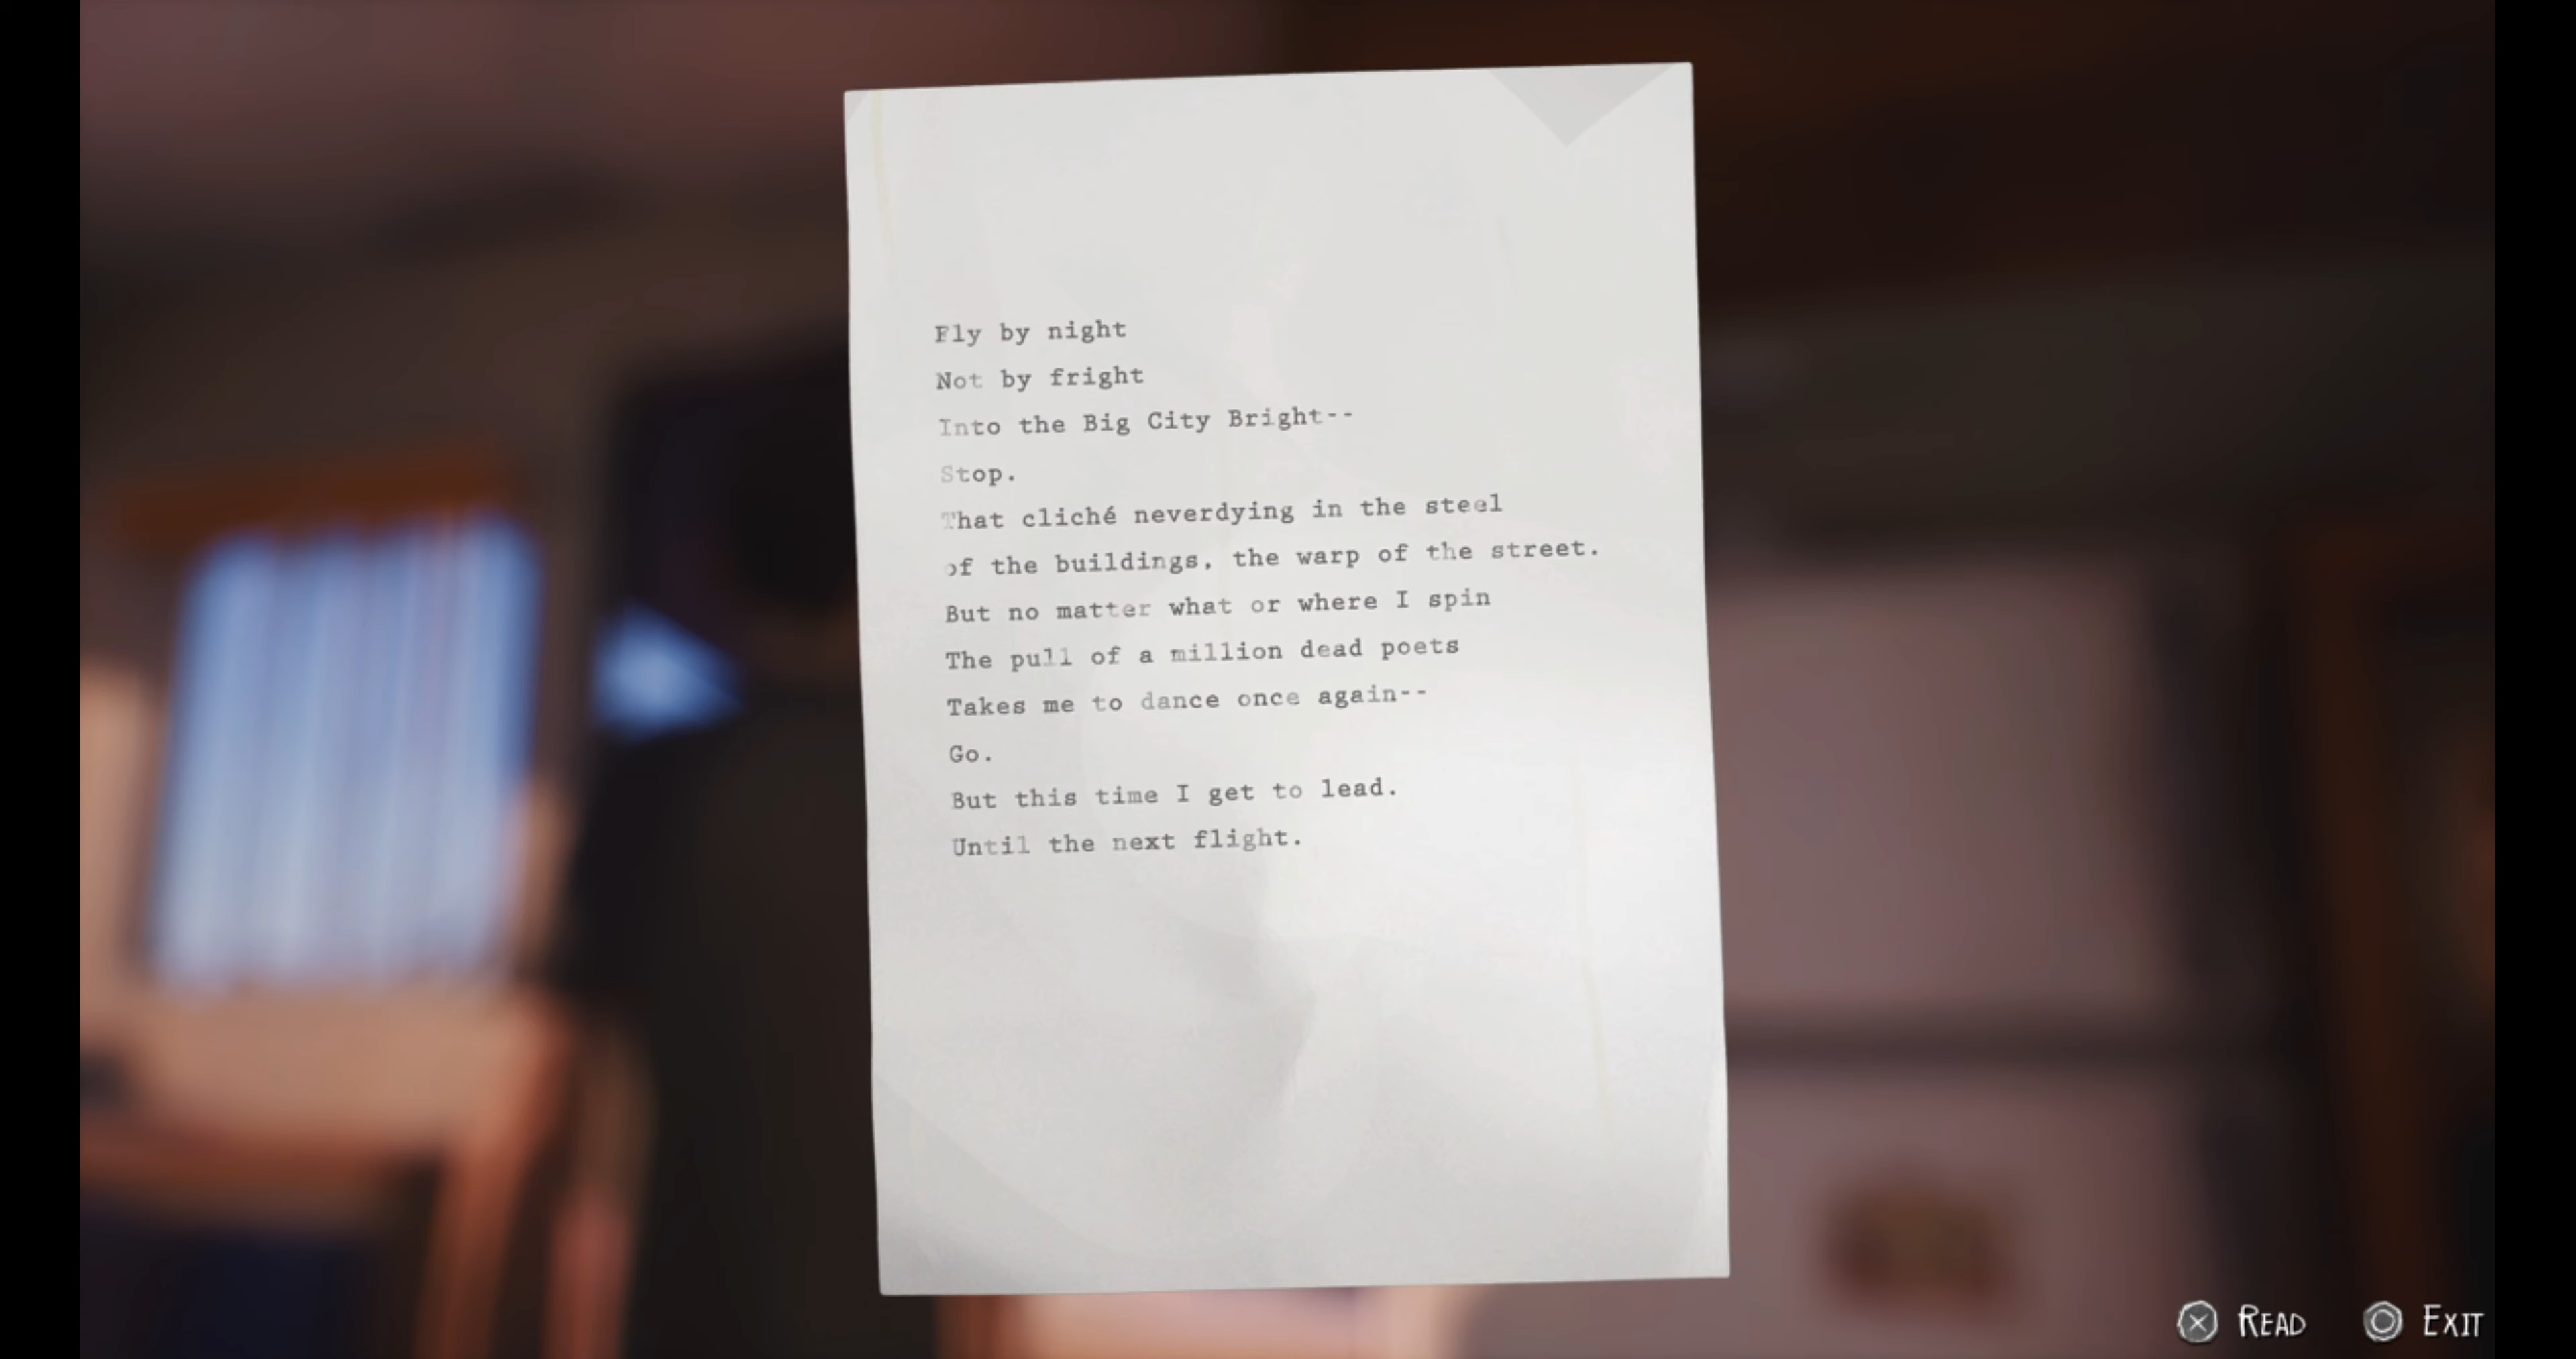 Fly by night
Not by fright
Into the Big City Bright--
Stop.
That cliché neverdying in the steel
of the buildings, the warp of the street.
But no matter what or where I spin
The pull of a million dead poets
Takes me to dance once again--
Go.
But this time I get to lead.
Until the next flight.
READ EXIT